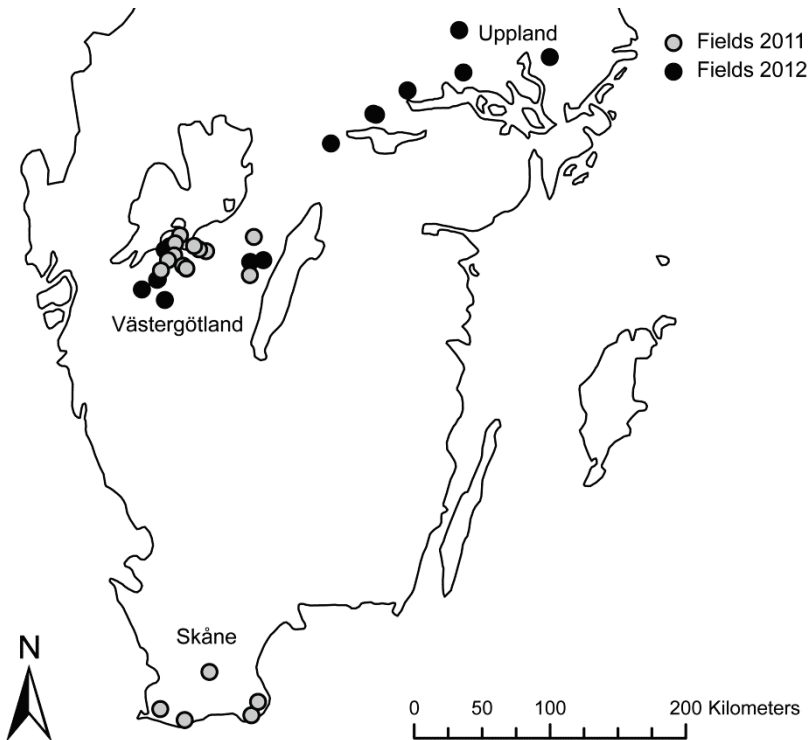 Uppland
Fields 2011
Fields 2012
Västergötland
Skåne
N
0 50 100 200 Kilometers